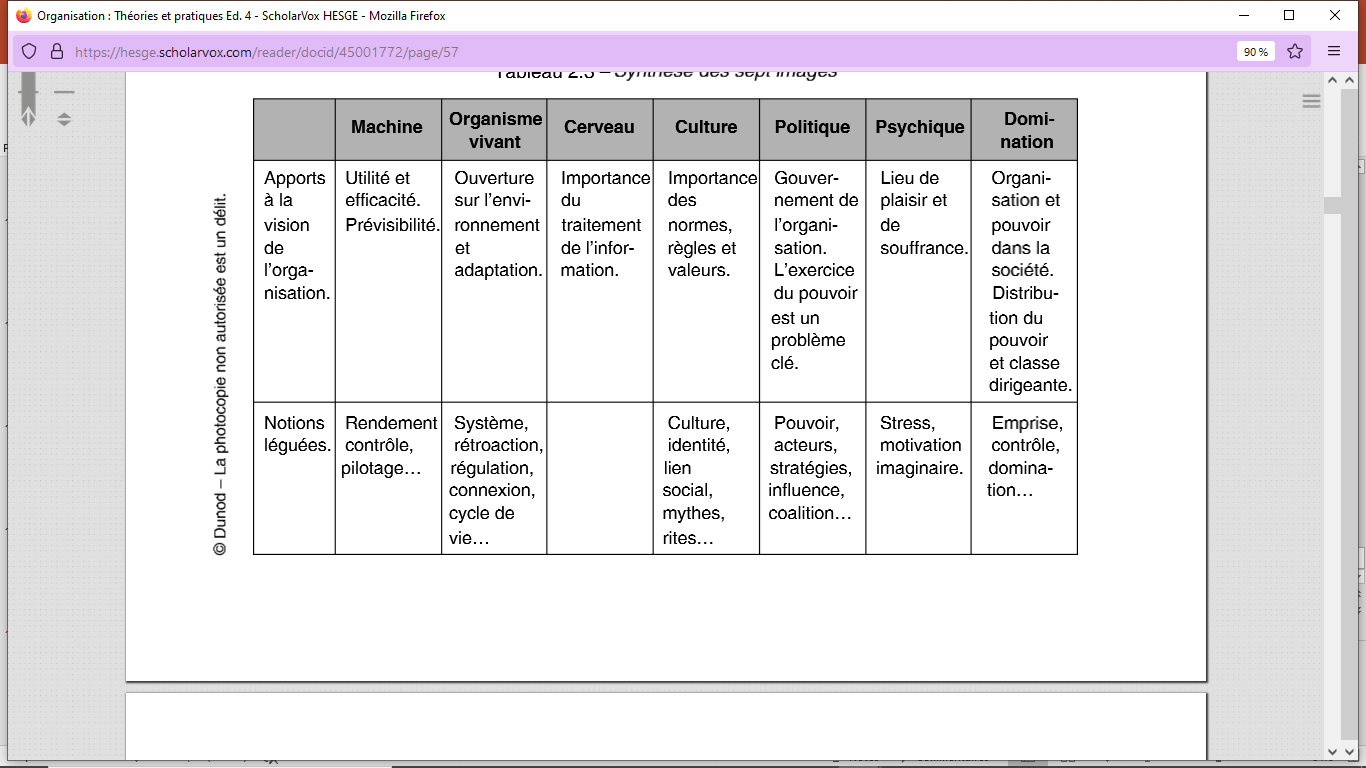 Organisation : Théories et pratiques Ed. 4 - ScholarVox HESGE - Mozilla Firefox
https://hesge.scholarvox.com/reader/docid/45001772/page/57
90 %
Tableau 2.3 – Synthèse des sept images
Machine
Organisme
vivant
Cerveau
Culture
Politique
Psychique
Domi-
nation
Apports
à la
vision
de
l'orga-
nisation.
Utilité et
efficacité.
Prévisibilité.
Ouverture
sur l'envi-
ronnement
et
adaptation.
Importance
du
traitement
de l'infor-
mation.
Importance
des
normes,
règles et
valeurs.
Gouver-
nement de
l'organi-
sation.
L'exercice
du pouvoir
est un
problème
clé.
Lieu de
plaisir et
de
souffrance.
Organi-
sation et
pouvoir
dans la
société.
Distribu-
tion du
pouvoir
et classe
dirigeante.
Notions
léguées.
Rendement
contrôle,
pilotage…
Système,
rétroaction,
régulation,
connexion,
cycle de
vie…
Culture,
identité,
lien
social,
mythes,
rites…
Pouvoir,
acteurs,
stratégies,
influence,
coalition…
Stress,
motivation
imaginaire.
Emprise,
contrôle,
domina-
tion…
© Dunod – La photocopie non autorisée est un délit.